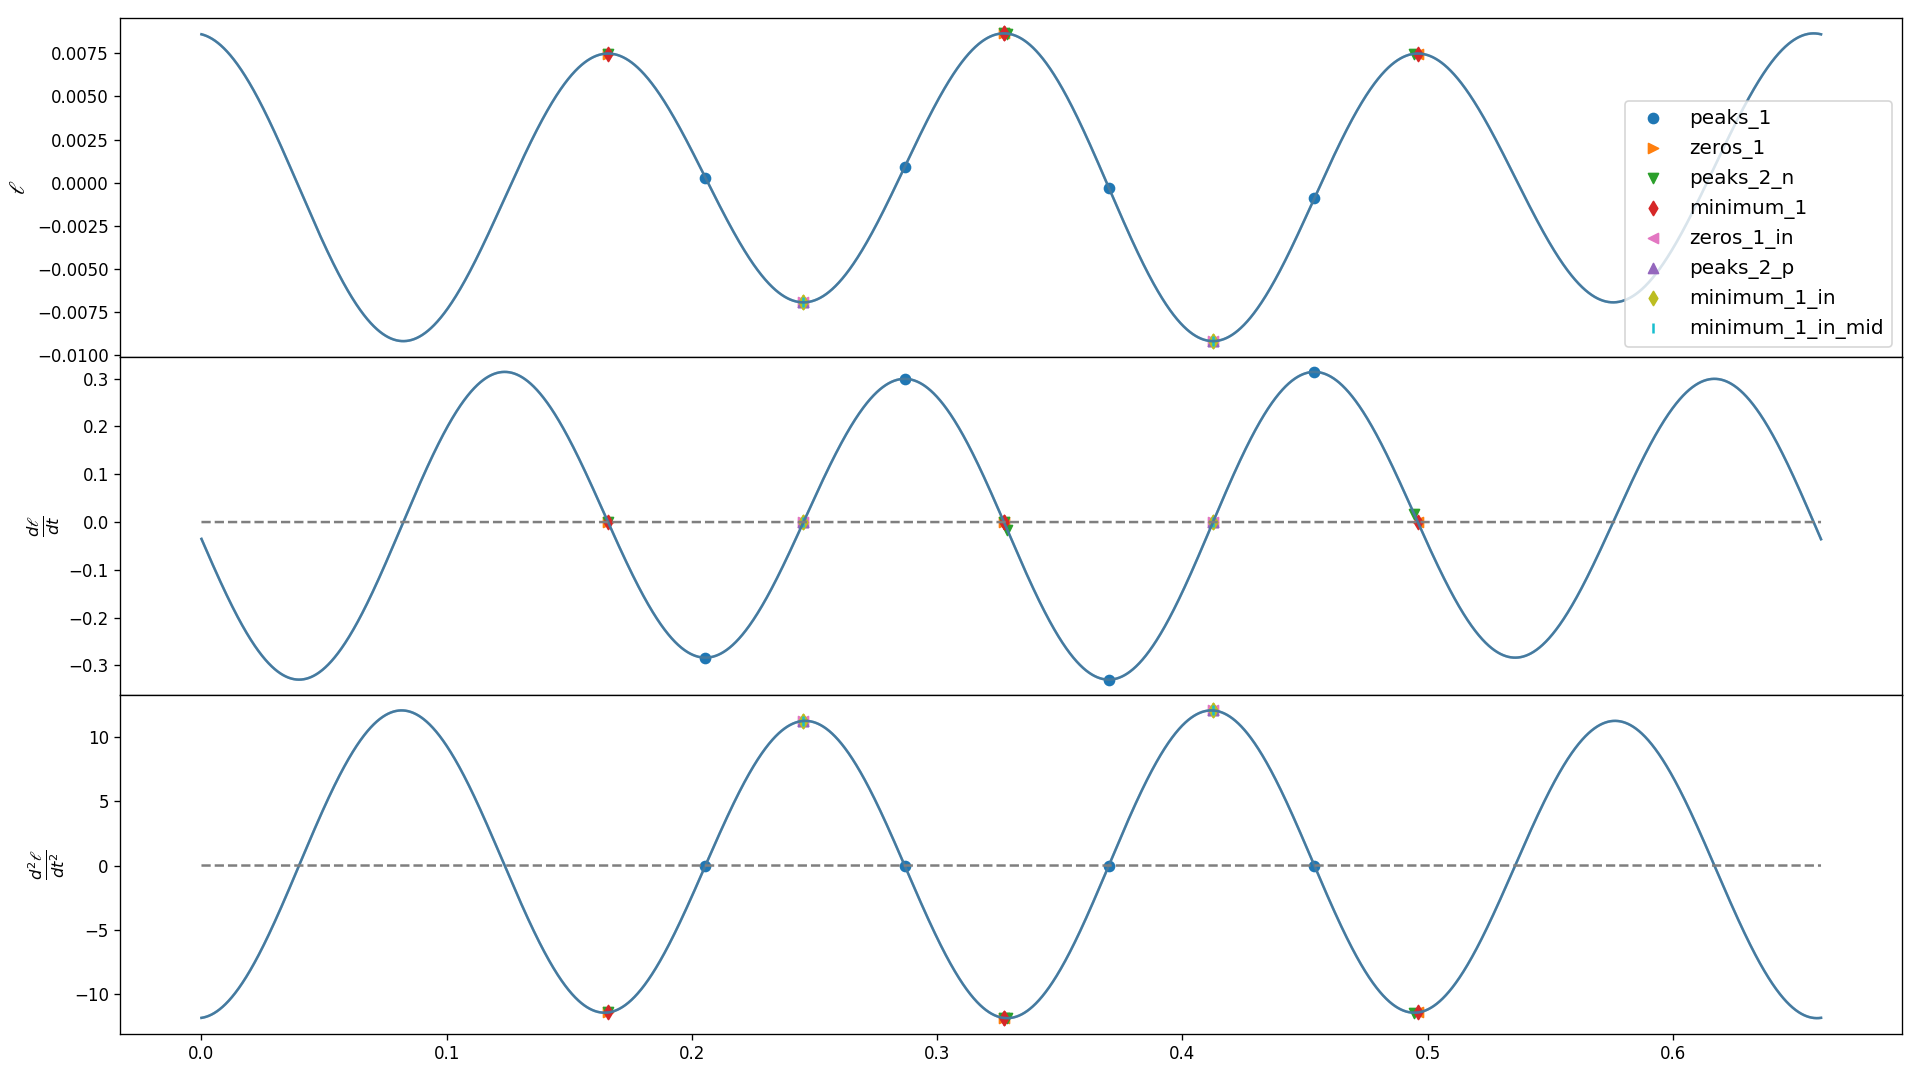 0.0075
0.0050
0.0025
0.0000
−0.0025
−0.0050
−0.0075
−0.0100
ℓ
peaks_1
zeros_1
peaks_2_n
minimum_1
zeros_1_in
peaks_2_p
minimum_1_in
minimum_1_in_mid
0.3
0.2
0.1
0.0
−0.1
−0.2
−0.3
dℓ
dt
10
5
0
−5
−10
d²ℓ
dt²
0.0 0.1 0.2 0.3 0.4 0.5 0.6